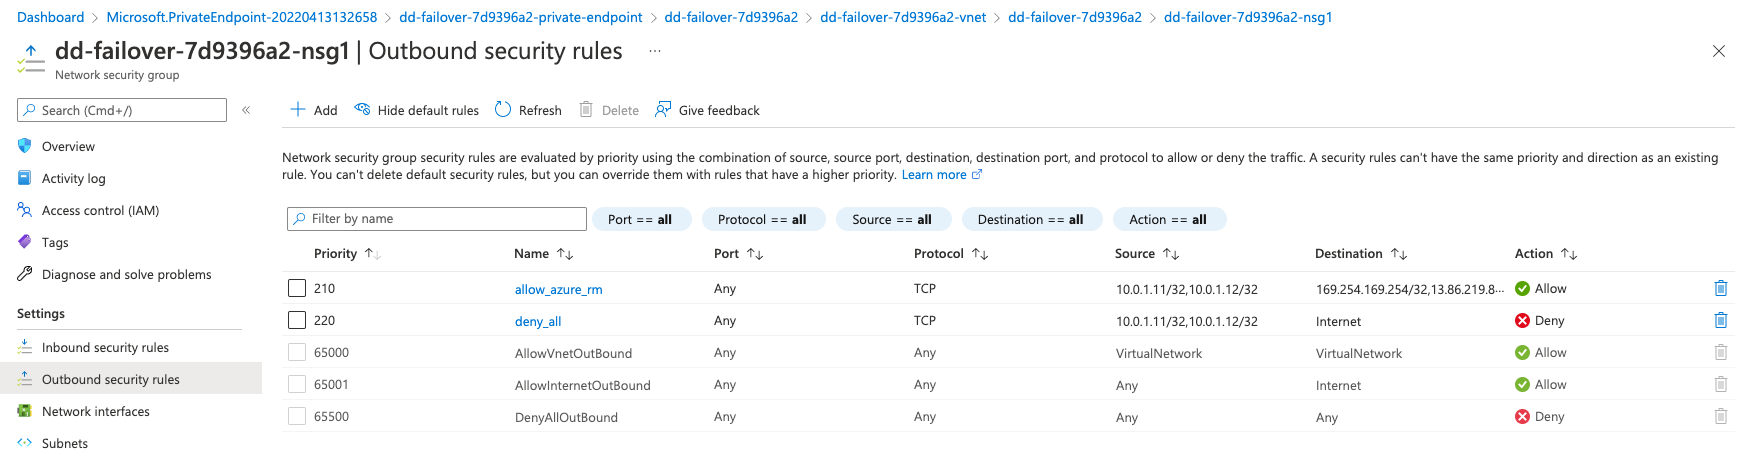 Dashboard > Microsoft.PrivateEndpoint-20220413132658 > dd-failover-7d9396a2-private-endpoint > dd-failover-7d9396a2 > dd-failover-7d9396a2-vnet > dd-failover-7d9396a2 > dd-failover-7d9396a2-nsg1
dd-failover-7d9396a2-nsg1 | Outbound security rules ...
Network security group
Search (Cmd+/) «
Overview
Activity log
Access control (IAM)
Tags
Diagnose and solve problems
Settings
Inbound security rules
Outbound security rules
Network interfaces
Subnets
Add Hide default rules Refresh Delete Give feedback
Network security group security rules are evaluated by priority using the combination of source, source port, destination, destination port, and protocol to allow or deny the traffic. A security rules can't have the same priority and direction as an existing
rule. You can't delete default security rules, but you can override them with rules that have a higher priority. Learn more
Filter by name Port == all Protocol == all Source == all Destination == all Action == all
Priority ↑↓ Name ↑↓ Port ↑↓ Protocol ↑↓ Source ↑↓ Destination ↑↓ Action ↑↓
210 allow_azure_rm Any TCP 10.0.1.11/32,10.0.1.12/32 169.254.169.254/32,13.86.219.8... Allow
220 deny_all Any TCP 10.0.1.11/32,10.0.1.12/32 Internet Deny
65000 AllowVnetOutBound Any Any VirtualNetwork VirtualNetwork Allow
65001 AllowInternetOutBound Any Any Any Internet Allow
65500 DenyAllOutBound Any Any Any Any Deny